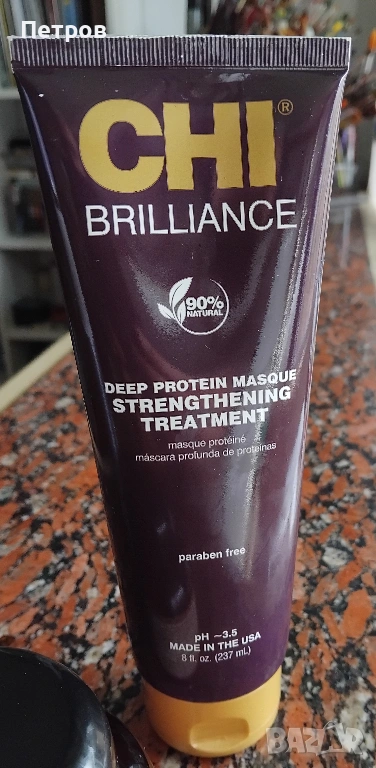 Петров
CHI®
BRILLIANCE
90%
NATURAL
DEEP PROTEIN MASQUE
STRENGTHENING
TREATMENT
masque protéiné
máscara profunda de proteínas
paraben free
pH ~3.5
MADE IN THE USA
8 fl. oz. (237 mL)
BAZAR